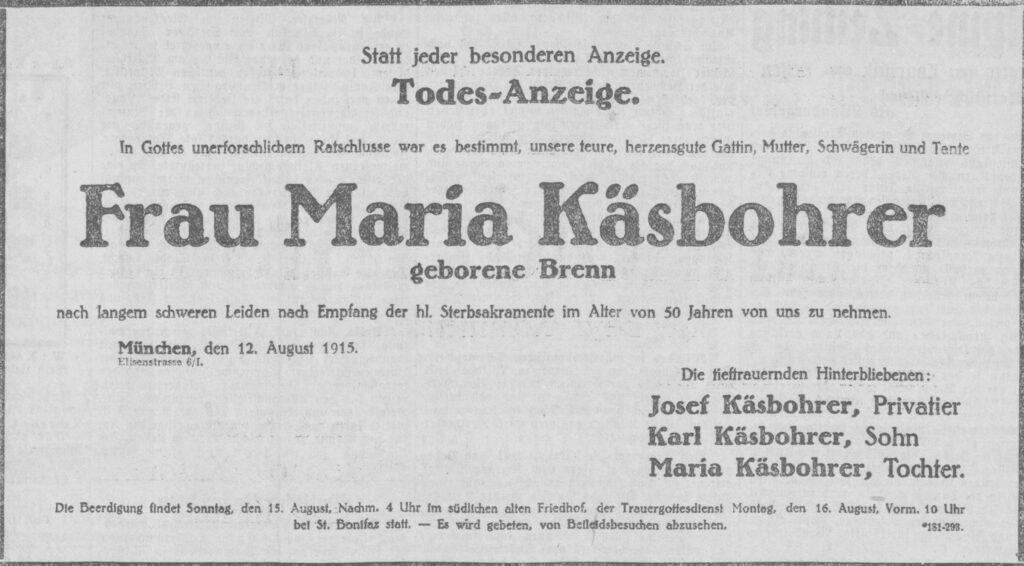 Statt jeder besonderen Anzeige.
Todes-Anzeige.
In Gottes unerforschlichem Ratschlusse war es bestimmt, unsere teure, herzensgute Gattin, Mutter, Schwägerin und Tante
Frau Maria Käsbohrer
geborene Brenn
nach langem schweren Leiden nach Empfang der hl. Sterbsakramente im Alter von 50 Jahren von uns zu nehmen.
München, den 12. August 1915.
Elisenstrasse 6/I.
Die tieftrauernden Hinterbliebenen:
Josef Käsbohrer, Privatier
Karl Käsbohrer, Sohn
Maria Käsbohrer, Tochter.
Die Beerdigung findet Sonntag, den 15. August, Nachm. 4 Uhr im südlichen alten Friedhof, der Trauergottesdienst Montag, den 16. August, Vorm. 10 Uhr
bei St. Bonifaz statt. — Es wird gebeten, von Beileidsbesuchen abzusehen.
*181-293.